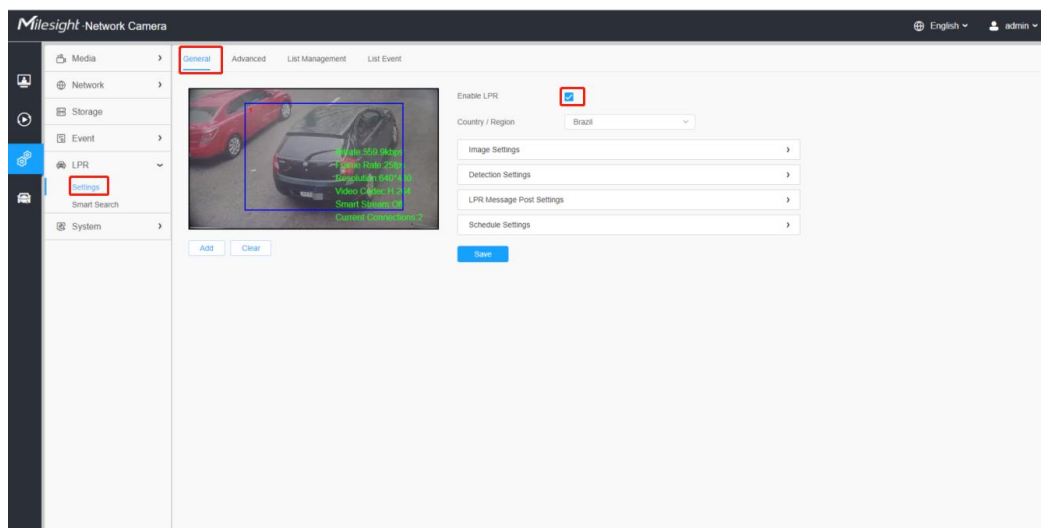 Milesight -Network Camera
English
admin
Media
Network
Storage
Event
LPR
Settings
Smart Search
System
General Advanced List Management List Event
Bitrate:559.9kbps
Frame Rate:25fps
Resolution:640*480
Video Codec:H.264
Smart Stream:Off
Current Connections:2
Add Clear
Enable LPR
Country / Region Brazil
Image Settings
Detection Settings
LPR Message Post Settings
Schedule Settings
Save